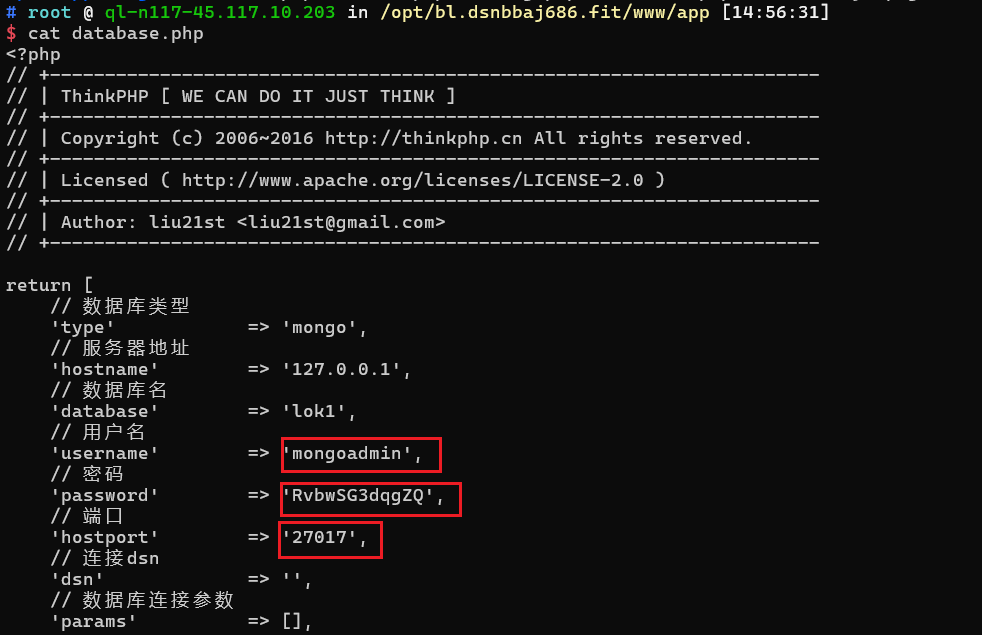 # root @ ql-n117-45.117.10.203 in /opt/bl.dsnbbaj686.fit/www/app [14:56:31]
$ cat database.php
<?php
// +----------------------------------------------------------------------
// | ThinkPHP [ WE CAN DO IT JUST THINK ]
// +----------------------------------------------------------------------
// | Copyright (c) 2006~2016 http://thinkphp.cn All rights reserved.
// +----------------------------------------------------------------------
// | Licensed ( http://www.apache.org/licenses/LICENSE-2.0 )
// +----------------------------------------------------------------------
// | Author: liu21st <liu21st@gmail.com>
// +----------------------------------------------------------------------
return [
    // 数据库类型
    'type'            => 'mongo',
    // 服务器地址
    'hostname'        => '127.0.0.1',
    // 数据库名
    'database'        => 'lok1',
    // 用户名
    'username'        => 'mongoadmin',
    // 密码
    'password'        => 'RvbwSG3dqgZQ',
    // 端口
    'hostport'        => '27017',
    // 连接dsn
    'dsn'             => '',
    // 数据库连接参数
    'params'          => [],